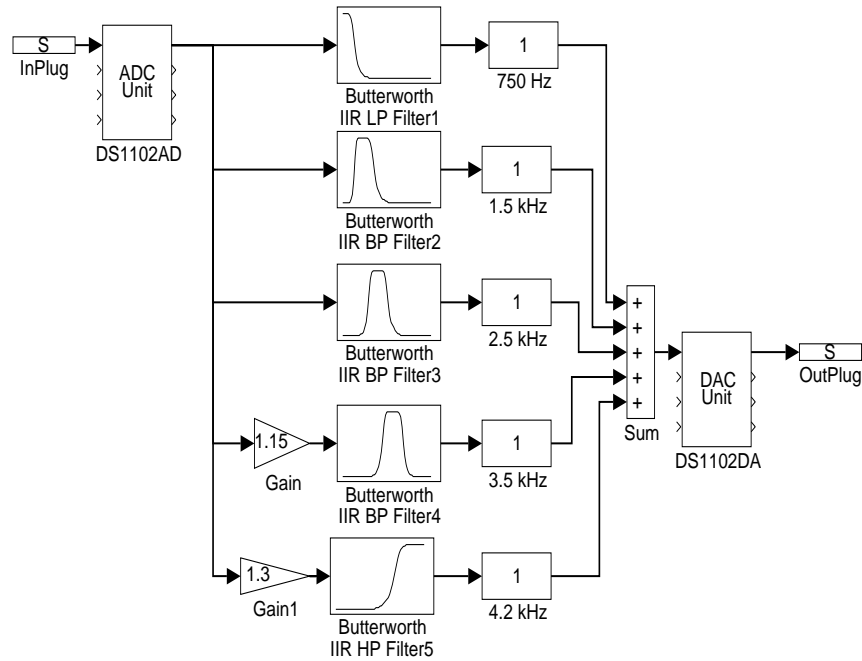 S
InPlug
ADC
Unit
DS1102AD
Butterworth
IIR LP Filter1
1
750 Hz
Butterworth
IIR BP Filter2
1
1.5 kHz
Butterworth
IIR BP Filter3
1
2.5 kHz
1.15
Gain
Butterworth
IIR BP Filter4
1
3.5 kHz
1.3
Gain1
Butterworth
IIR HP Filter5
1
4.2 kHz
+
+
+
+
+
Sum
DAC
Unit
DS1102DA
S
OutPlug